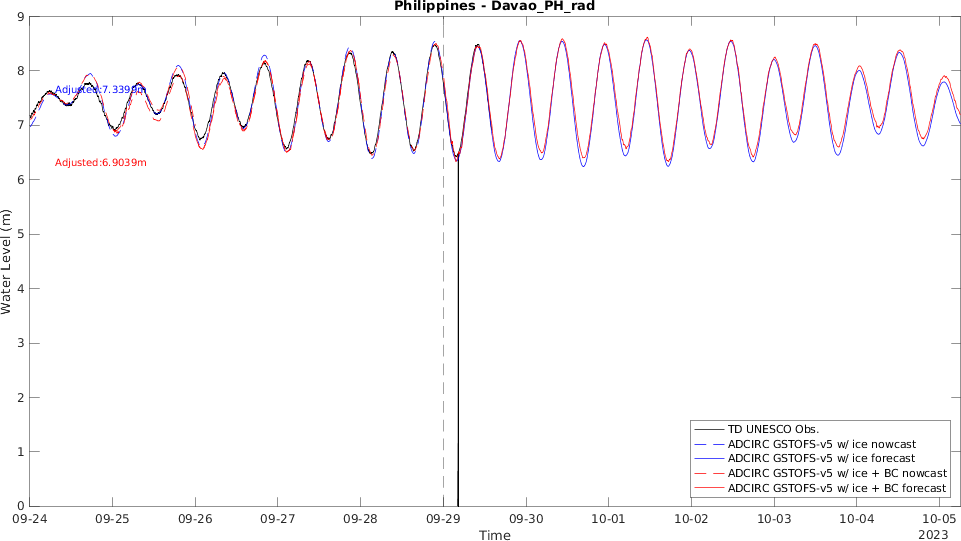 Philippines - Davao_PH_rad
9
8
7
6
5
4
3
2
1
0
Water Level (m)
Adjusted:7.3399m
Adjusted:6.9039m
TD UNESCO Obs.
ADCIRC GSTOFS-v5 w/ ice nowcast
ADCIRC GSTOFS-v5 w/ ice forecast
ADCIRC GSTOFS-v5 w/ ice + BC nowcast
ADCIRC GSTOFS-v5 w/ ice + BC forecast
09-24 09-25 09-26 09-27 09-28 09-29 09-30 10-01 10-02 10-03 10-04 10-05
Time
2023